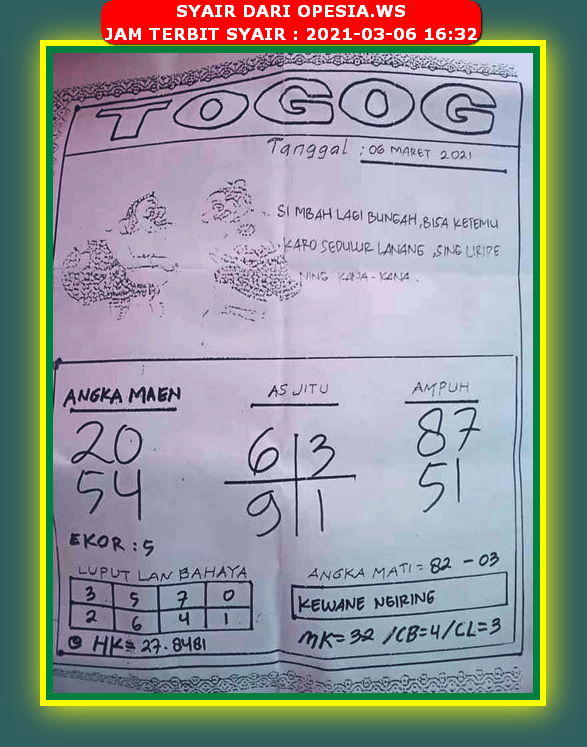 SYAIR DARI OPESIA.WS
JAM TERBIT SYAIR : 2021-03-06 16:32
TOGOG
Tanggal : 06 MARET 2021
SI MBAH LAGI BUNGAH, BISA KETEMU
KARO SEDULUR LANANG , SING URIPE
NING KANA - KANA .
ANGKA MAEN
20
54
EKOR : 5
AS JITU
6 3
9 1
AMPUH
87
51
LUPUT LAN BAHAYA
3 5 7 0
2 6 4 1
HK= 27.8481
ANGKA MATI = 82 - 03
KEWANE NGIRING
MK= 32 /CB=4/CL=3